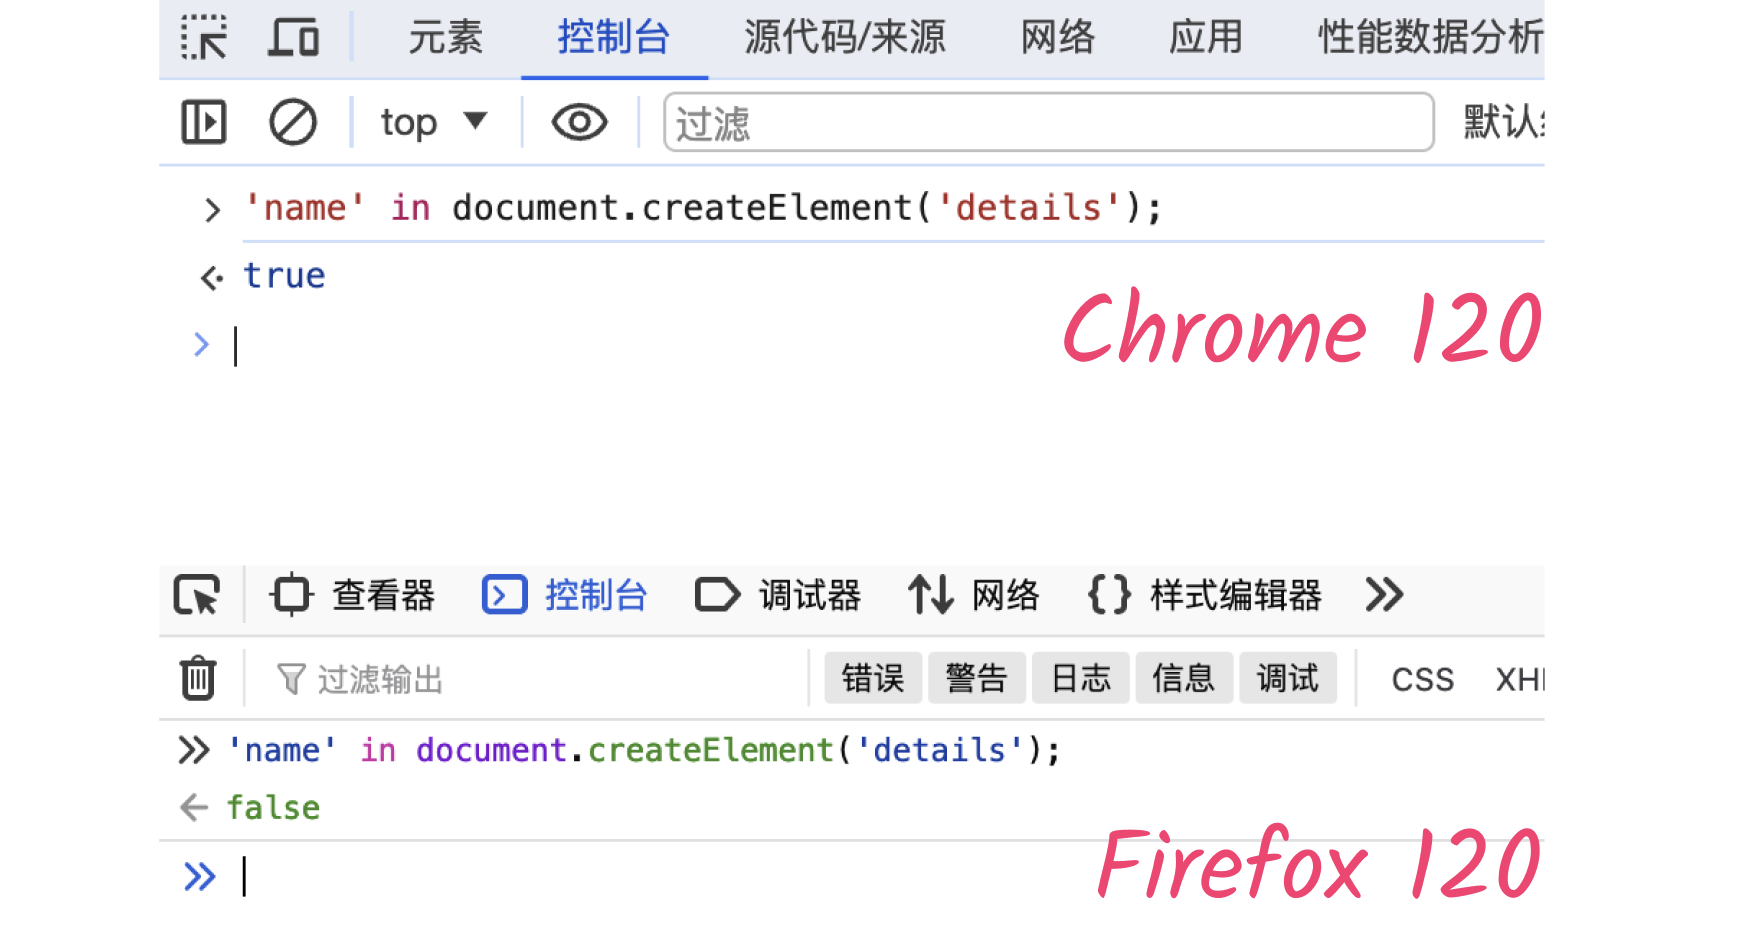 元素 控制台 源代码/来源 网络 应用 性能数据分析
top 过滤 默认
'name' in document.createElement('details');
true
Chrome 120
查看器 控制台 调试器 网络 样式编辑器
过滤输出 错误 警告 日志 信息 调试 CSS XH
'name' in document.createElement('details');
false
Firefox 120